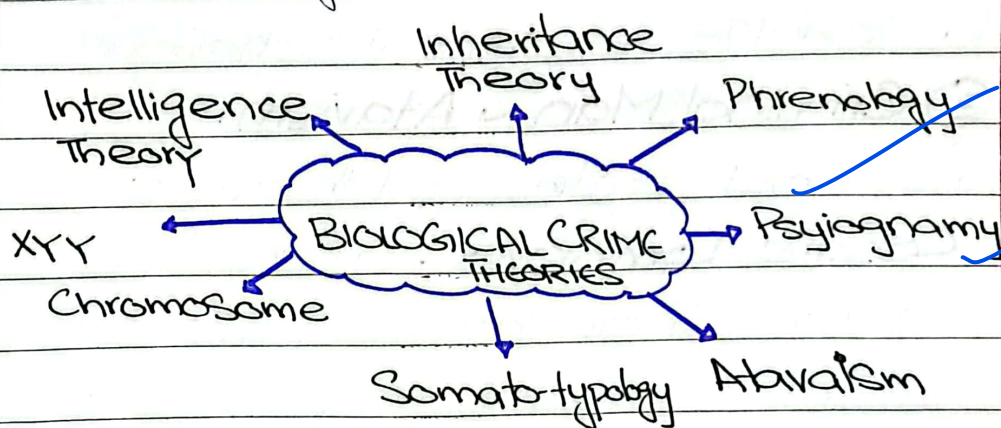 Inheritance
Theory
Intelligence
Theory
Phrenology
XYY
BIOLOGICAL CRIME
THEORIES
Psyiognamy
Chromosome
Somato-typology
Atavaism